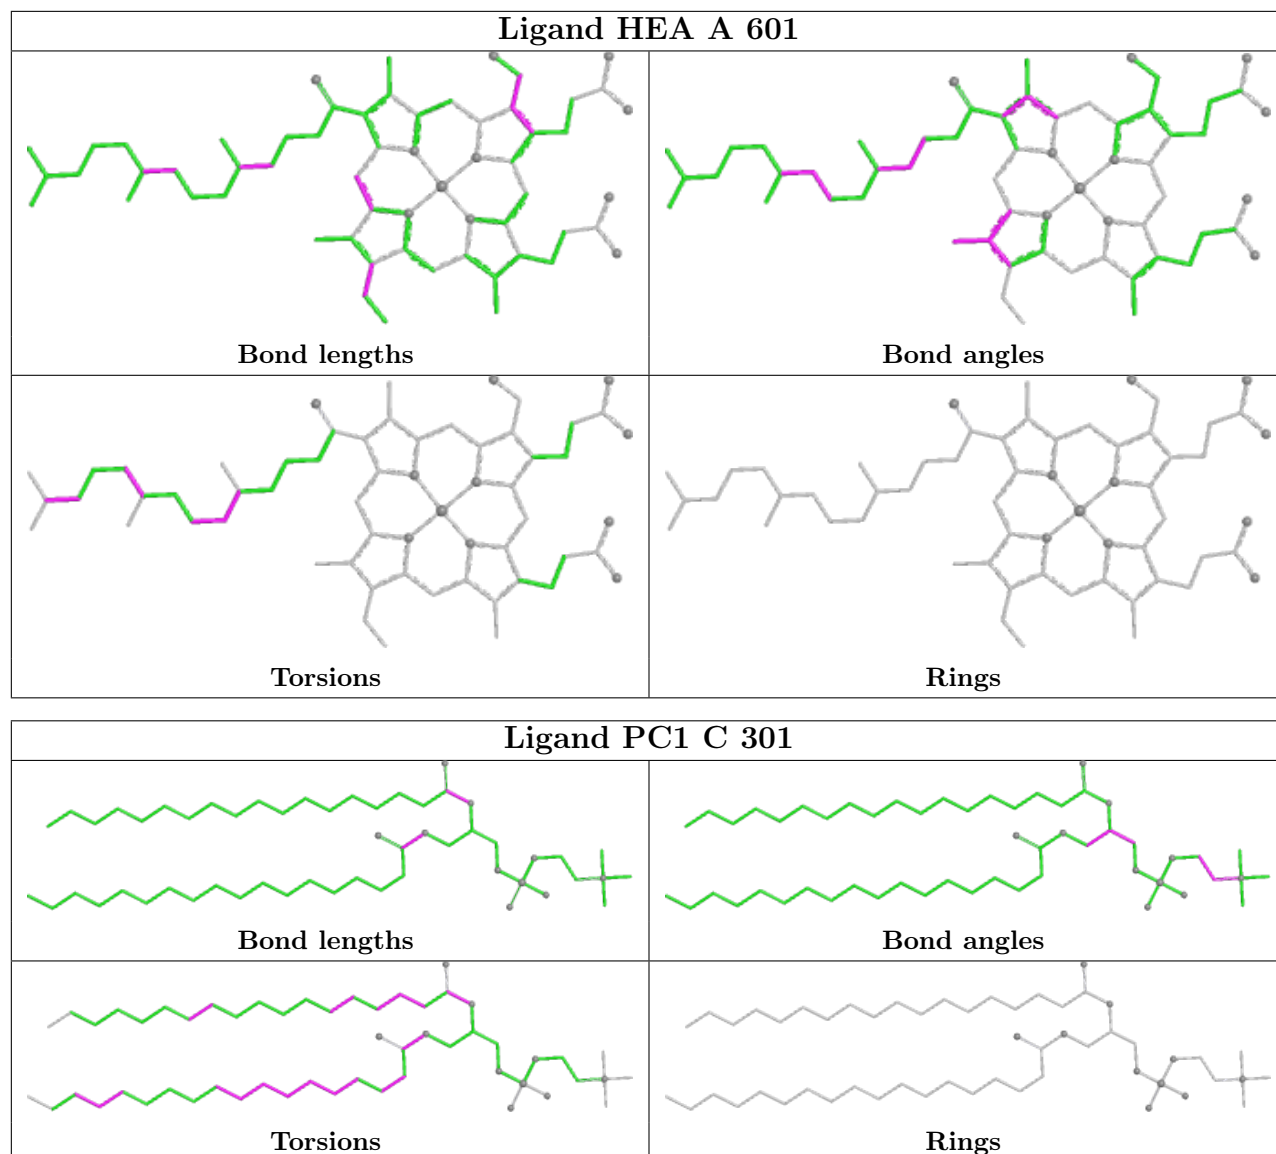 Ligand HEA A 601
Bond lengths
Bond angles
Torsions
Rings
Ligand PC1 C 301
Bond lengths
Bond angles
Torsions
Rings